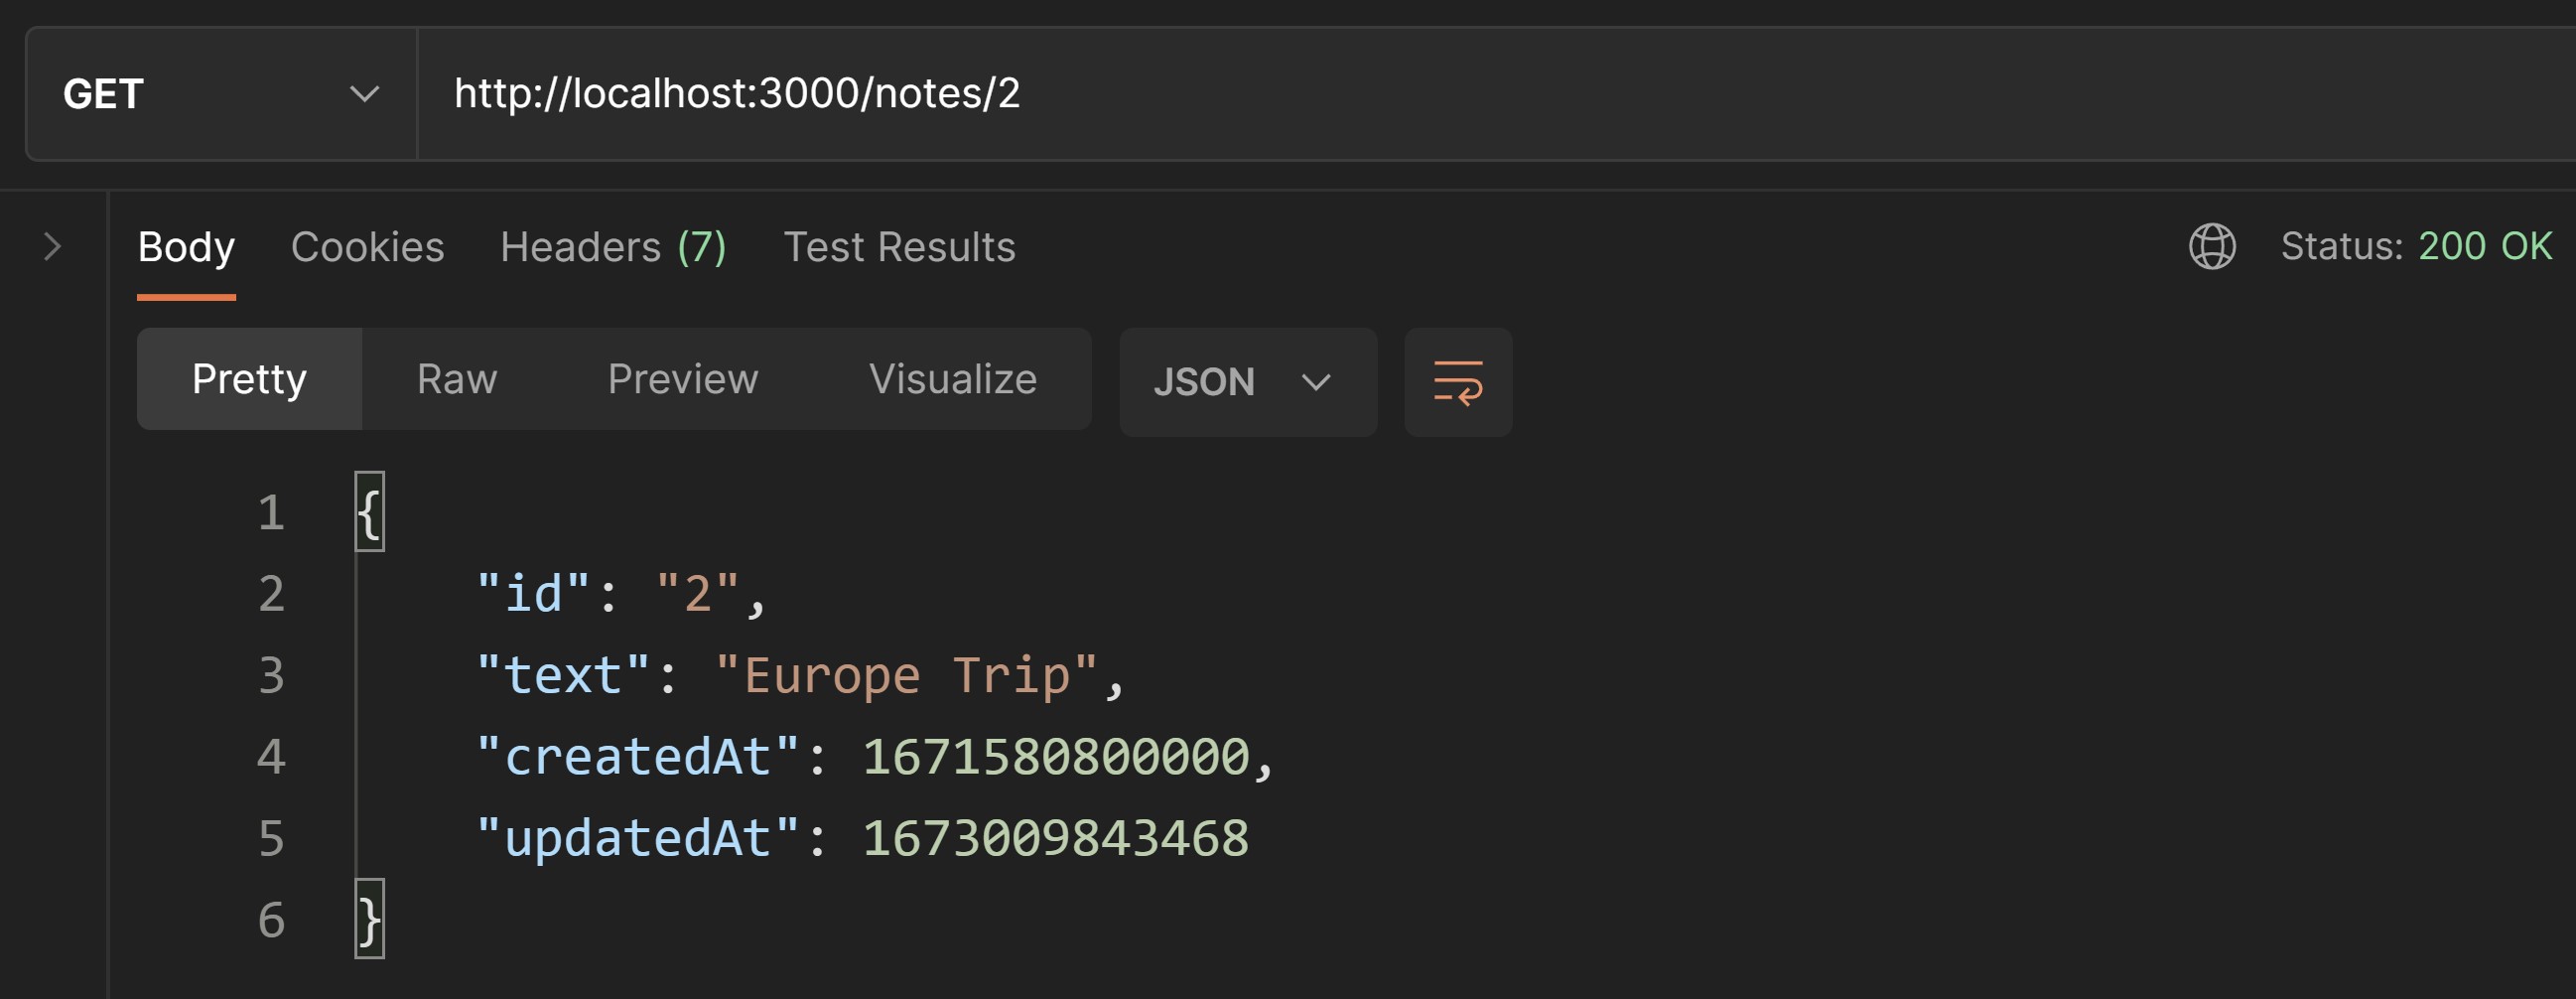 GET http://localhost:3000/notes/2
Body Cookies Headers (7) Test Results Status: 200 OK
Pretty Raw Preview Visualize JSON
1 {
2 "id": "2",
3 "text": "Europe Trip",
4 "createdAt": 1671580800000,
5 "updatedAt": 1673009843468
6 }